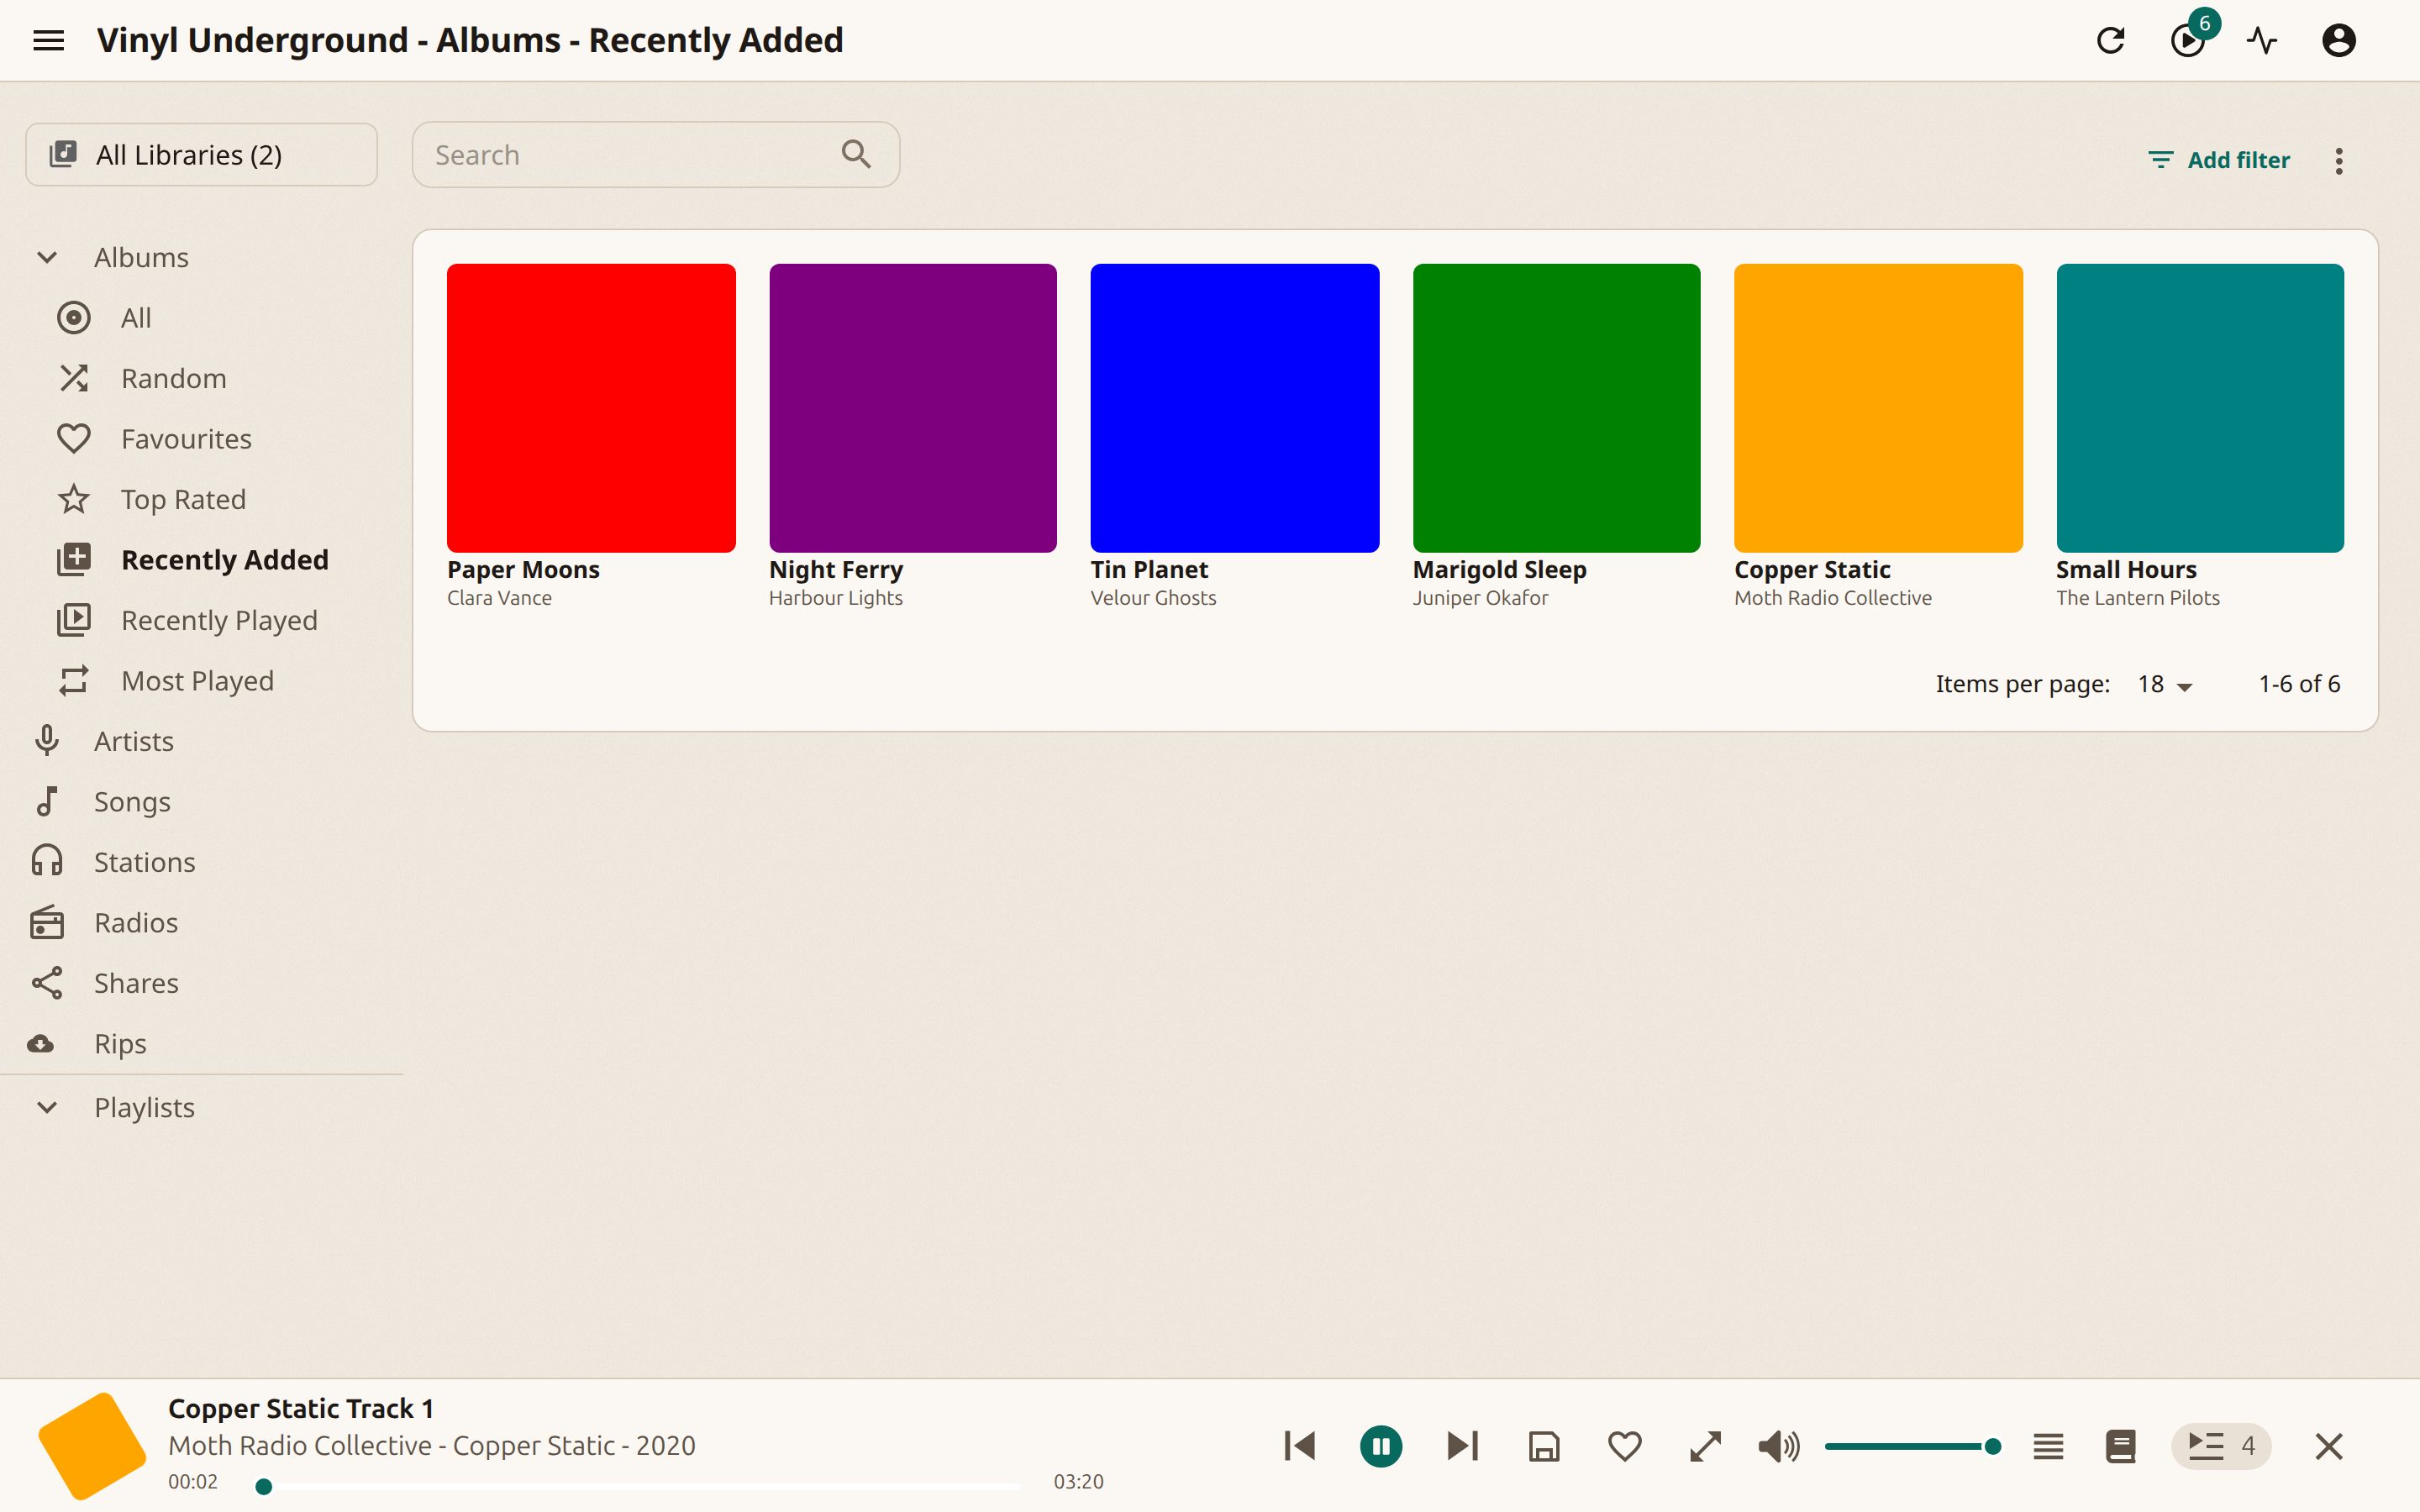 Vinyl Underground - Albums - Recently Added
6
All Libraries (2)
Search
Add filter
Albums
All
Random
Favourites
Top Rated
Recently Added
Recently Played
Most Played
Artists
Songs
Stations
Radios
Shares
Rips
Playlists
Paper Moons
Clara Vance
Night Ferry
Harbour Lights
Tin Planet
Velour Ghosts
Marigold Sleep
Juniper Okafor
Copper Static
Moth Radio Collective
Small Hours
The Lantern Pilots
Items per page: 18 1-6 of 6
Copper Static Track 1
Moth Radio Collective - Copper Static - 2020
00:02 03:20
4